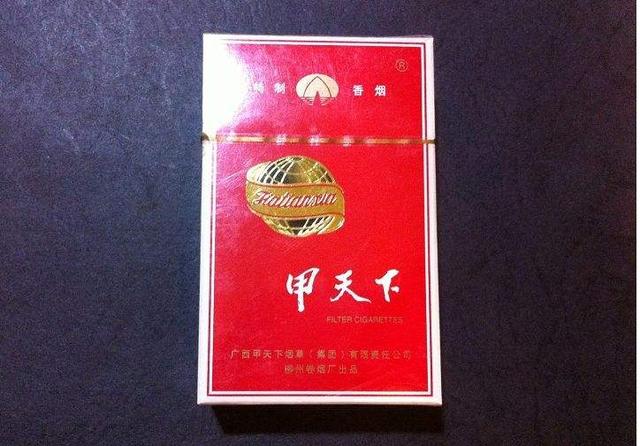 特制 香烟
®
Jiatianxia
甲天下
FILTER CIGARETTES
广西甲天下烟草(集团)有限责任公司
柳州卷烟厂出品